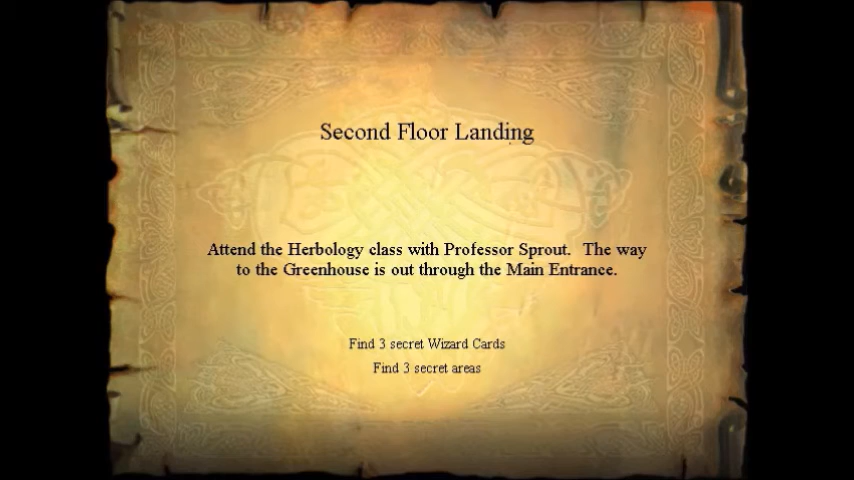 Second Floor Landing
Attend the Herbology class with Professor Sprout.  The way
to the Greenhouse is out through the Main Entrance.
Find 3 secret Wizard Cards
Find 3 secret areas